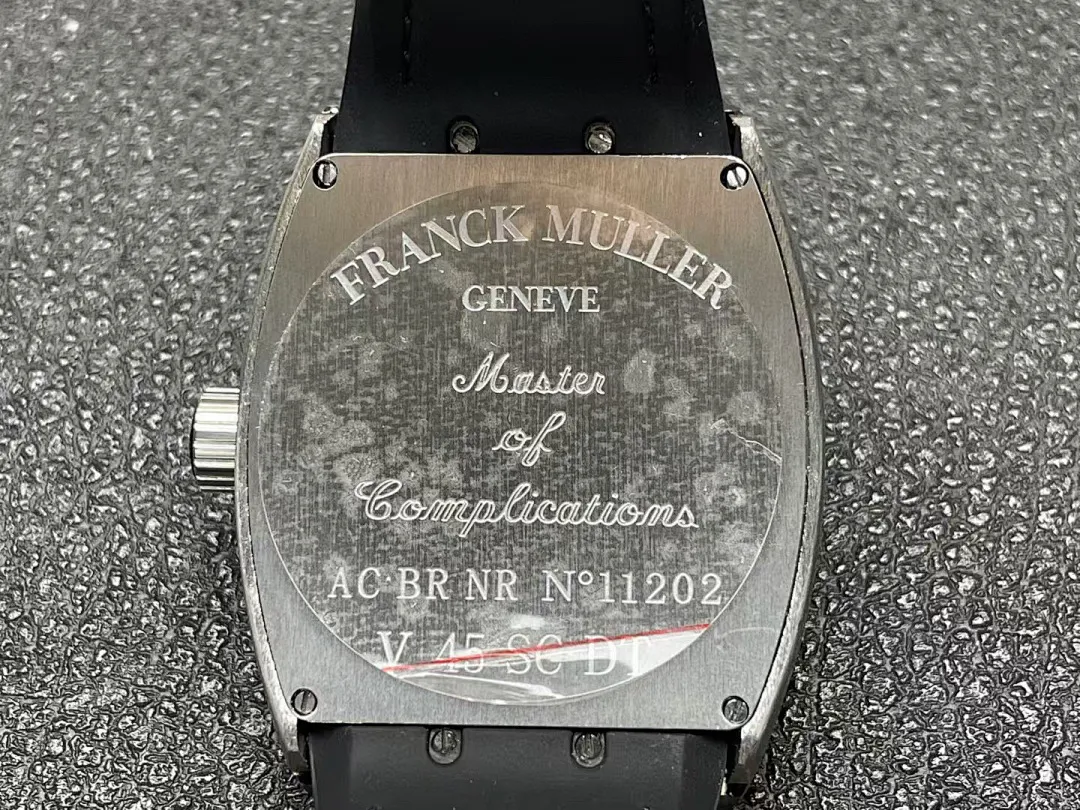 FRANCK MULLER
GENEVE
Master
of
Complications
AC·BR NR N°11202
V 45 SC DT